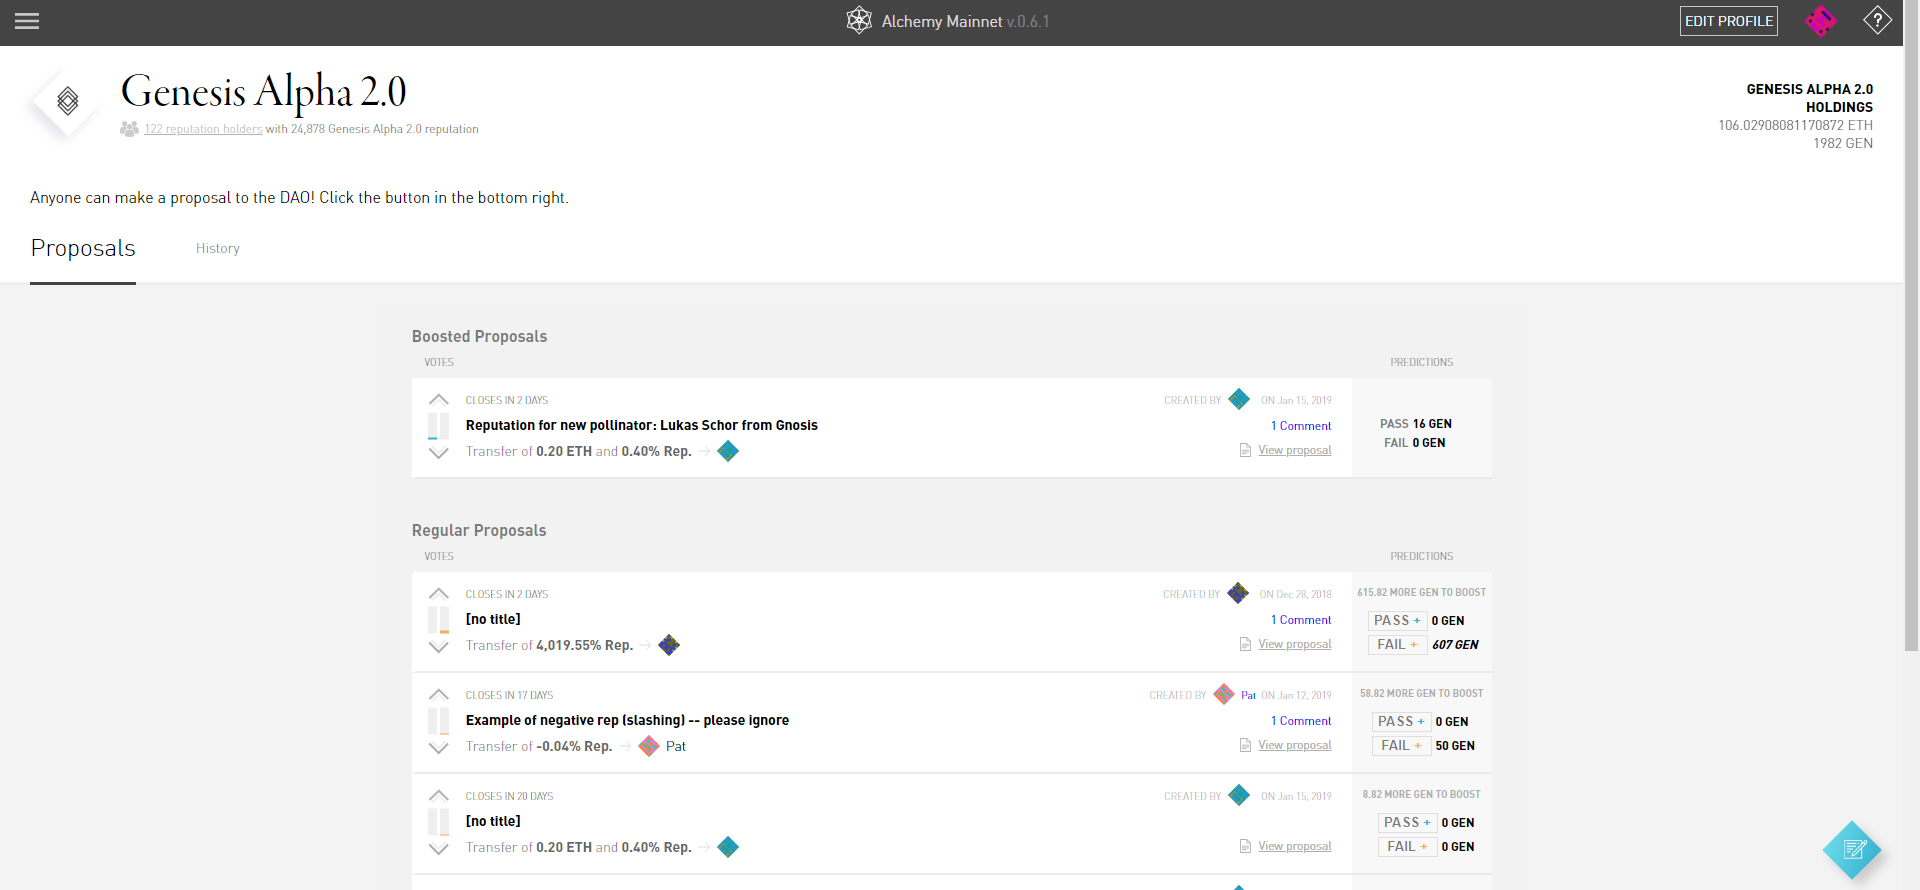 Alchemy Mainnet v.0.6.1
EDIT PROFILE
?
Genesis Alpha 2.0
122 reputation holders with 24,878 Genesis Alpha 2.0 reputation
GENESIS ALPHA 2.0
HOLDINGS
106.02908081170872 ETH
1982 GEN
Anyone can make a proposal to the DAO! Click the button in the bottom right.
Proposals
History
Boosted Proposals
VOTES
PREDICTIONS
CLOSES IN 2 DAYS
CREATED BY ON Jan 15, 2019
Reputation for new pollinator: Lukas Schor from Gnosis
1 Comment
Transfer of 0.20 ETH and 0.40% Rep. →
View proposal
PASS 16 GEN
FAIL 0 GEN
Regular Proposals
VOTES
PREDICTIONS
CLOSES IN 2 DAYS
CREATED BY ON Dec 28, 2018
[no title]
1 Comment
Transfer of 4,019.55% Rep. →
View proposal
615.82 MORE GEN TO BOOST
PASS + 0 GEN
FAIL + 607 GEN
CLOSES IN 17 DAYS
CREATED BY Pat ON Jan 12, 2019
Example of negative rep (slashing) -- please ignore
1 Comment
Transfer of -0.04% Rep. → Pat
View proposal
58.82 MORE GEN TO BOOST
PASS + 0 GEN
FAIL + 50 GEN
CLOSES IN 20 DAYS
CREATED BY ON Jan 15, 2019
[no title]
Transfer of 0.20 ETH and 0.40% Rep. →
View proposal
8.82 MORE GEN TO BOOST
PASS + 0 GEN
FAIL + 0 GEN